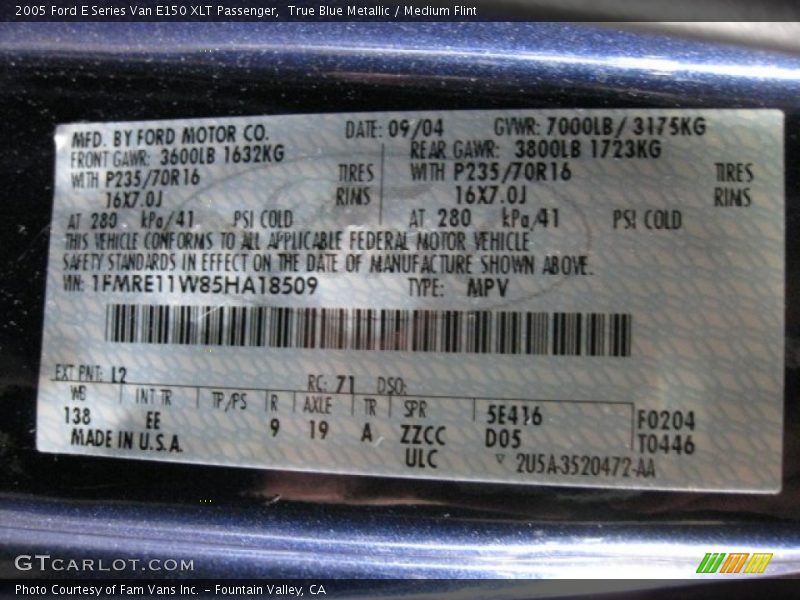 2005 Ford E Series Van E150 XLT Passenger,  True Blue Metallic / Medium Flint
MFD. BY FORD MOTOR CO. DATE: 09/04 GVWR: 7000LB/ 3175KG
FRONT GAWR: 3600LB 1632KG REAR GAWR: 3800LB 1723KG
WITH P235/70R16 TIRES WITH P235/70R16 TIRES
16X7.0J RIMS 16X7.0J RIMS
AT 280 kPa/41 PSI COLD AT 280 kPa/41 PSI COLD
THIS VEHICLE CONFORMS TO ALL APPLICABLE FEDERAL MOTOR VEHICLE
SAFETY STANDARDS IN EFFECT ON THE DATE OF MANUFACTURE SHOWN ABOVE.
VIN: 1FMRE11W85HA18509 TYPE: MPV
EXT PNT: L2 RC: 71 DSO:
WB INT TR TP/PS R AXLE TR SPR 5E416 F0204
138 EE 9 19 A ZZCC D05 T0446
MADE IN U.S.A. ULC 2U5A-3520472-AA
GTCARLOT.COM
Photo Courtesy of Fam Vans Inc. – Fountain Valley, CA